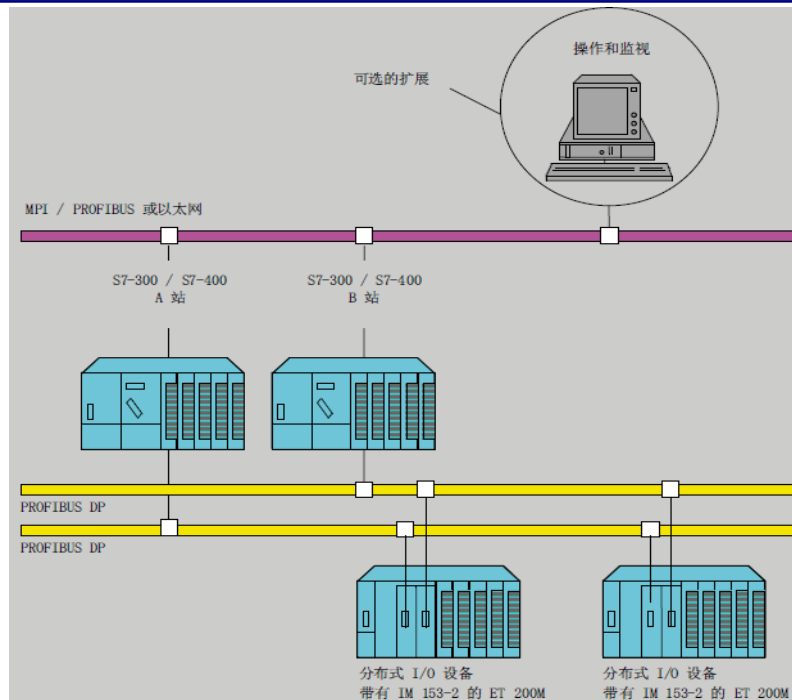 操作和监视
可选的扩展
MPI / PROFIBUS 或以太网
S7-300 / S7-400
A 站
S7-300 / S7-400
B 站
PROFIBUS DP
PROFIBUS DP
分布式 I/O 设备
带有 IM 153-2 的 ET 200M
分布式 I/O 设备
带有 IM 153-2 的 ET 200M